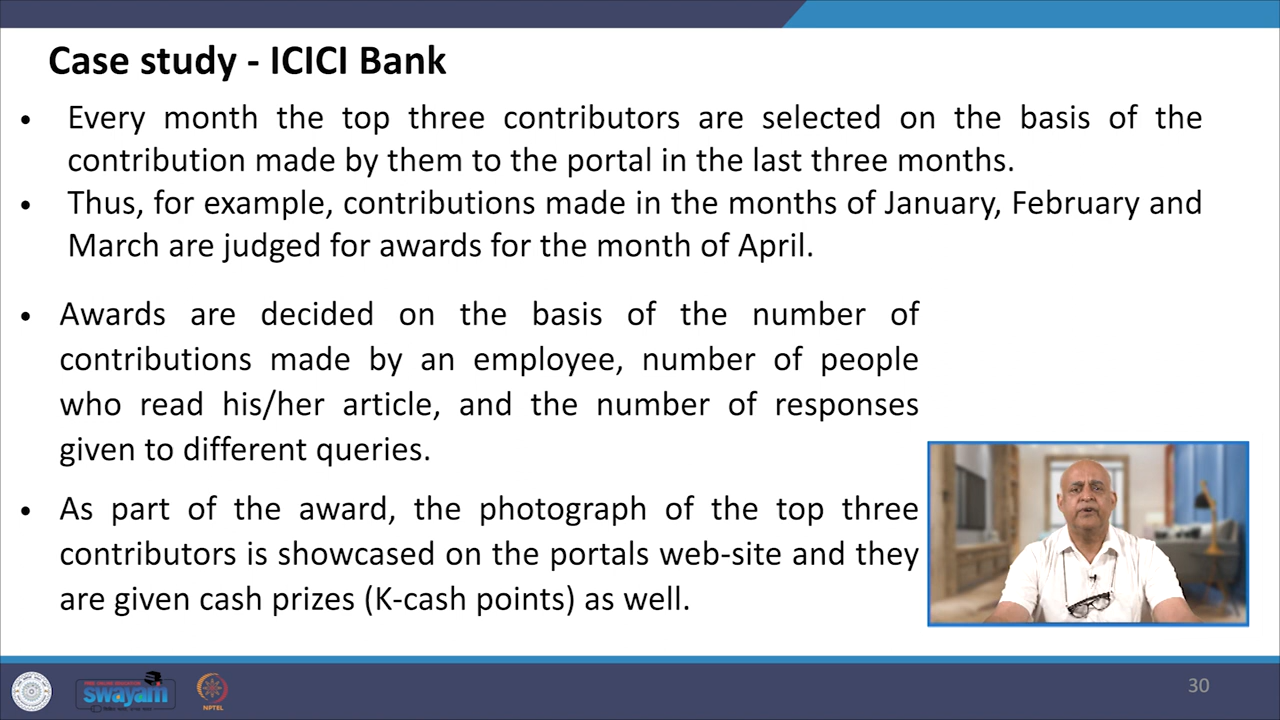 Case study - ICICI Bank
• Every month the top three contributors are selected on the basis of the
contribution made by them to the portal in the last three months.
• Thus, for example, contributions made in the months of January, February and
March are judged for awards for the month of April.
• Awards are decided on the basis of the number of
contributions made by an employee, number of people
who read his/her article, and the number of responses
given to different queries.
• As part of the award, the photograph of the top three
contributors is showcased on the portals web-site and they
are given cash prizes (K-cash points) as well.
FREE ONLINE EDUCATION
swayam
NPTEL
30